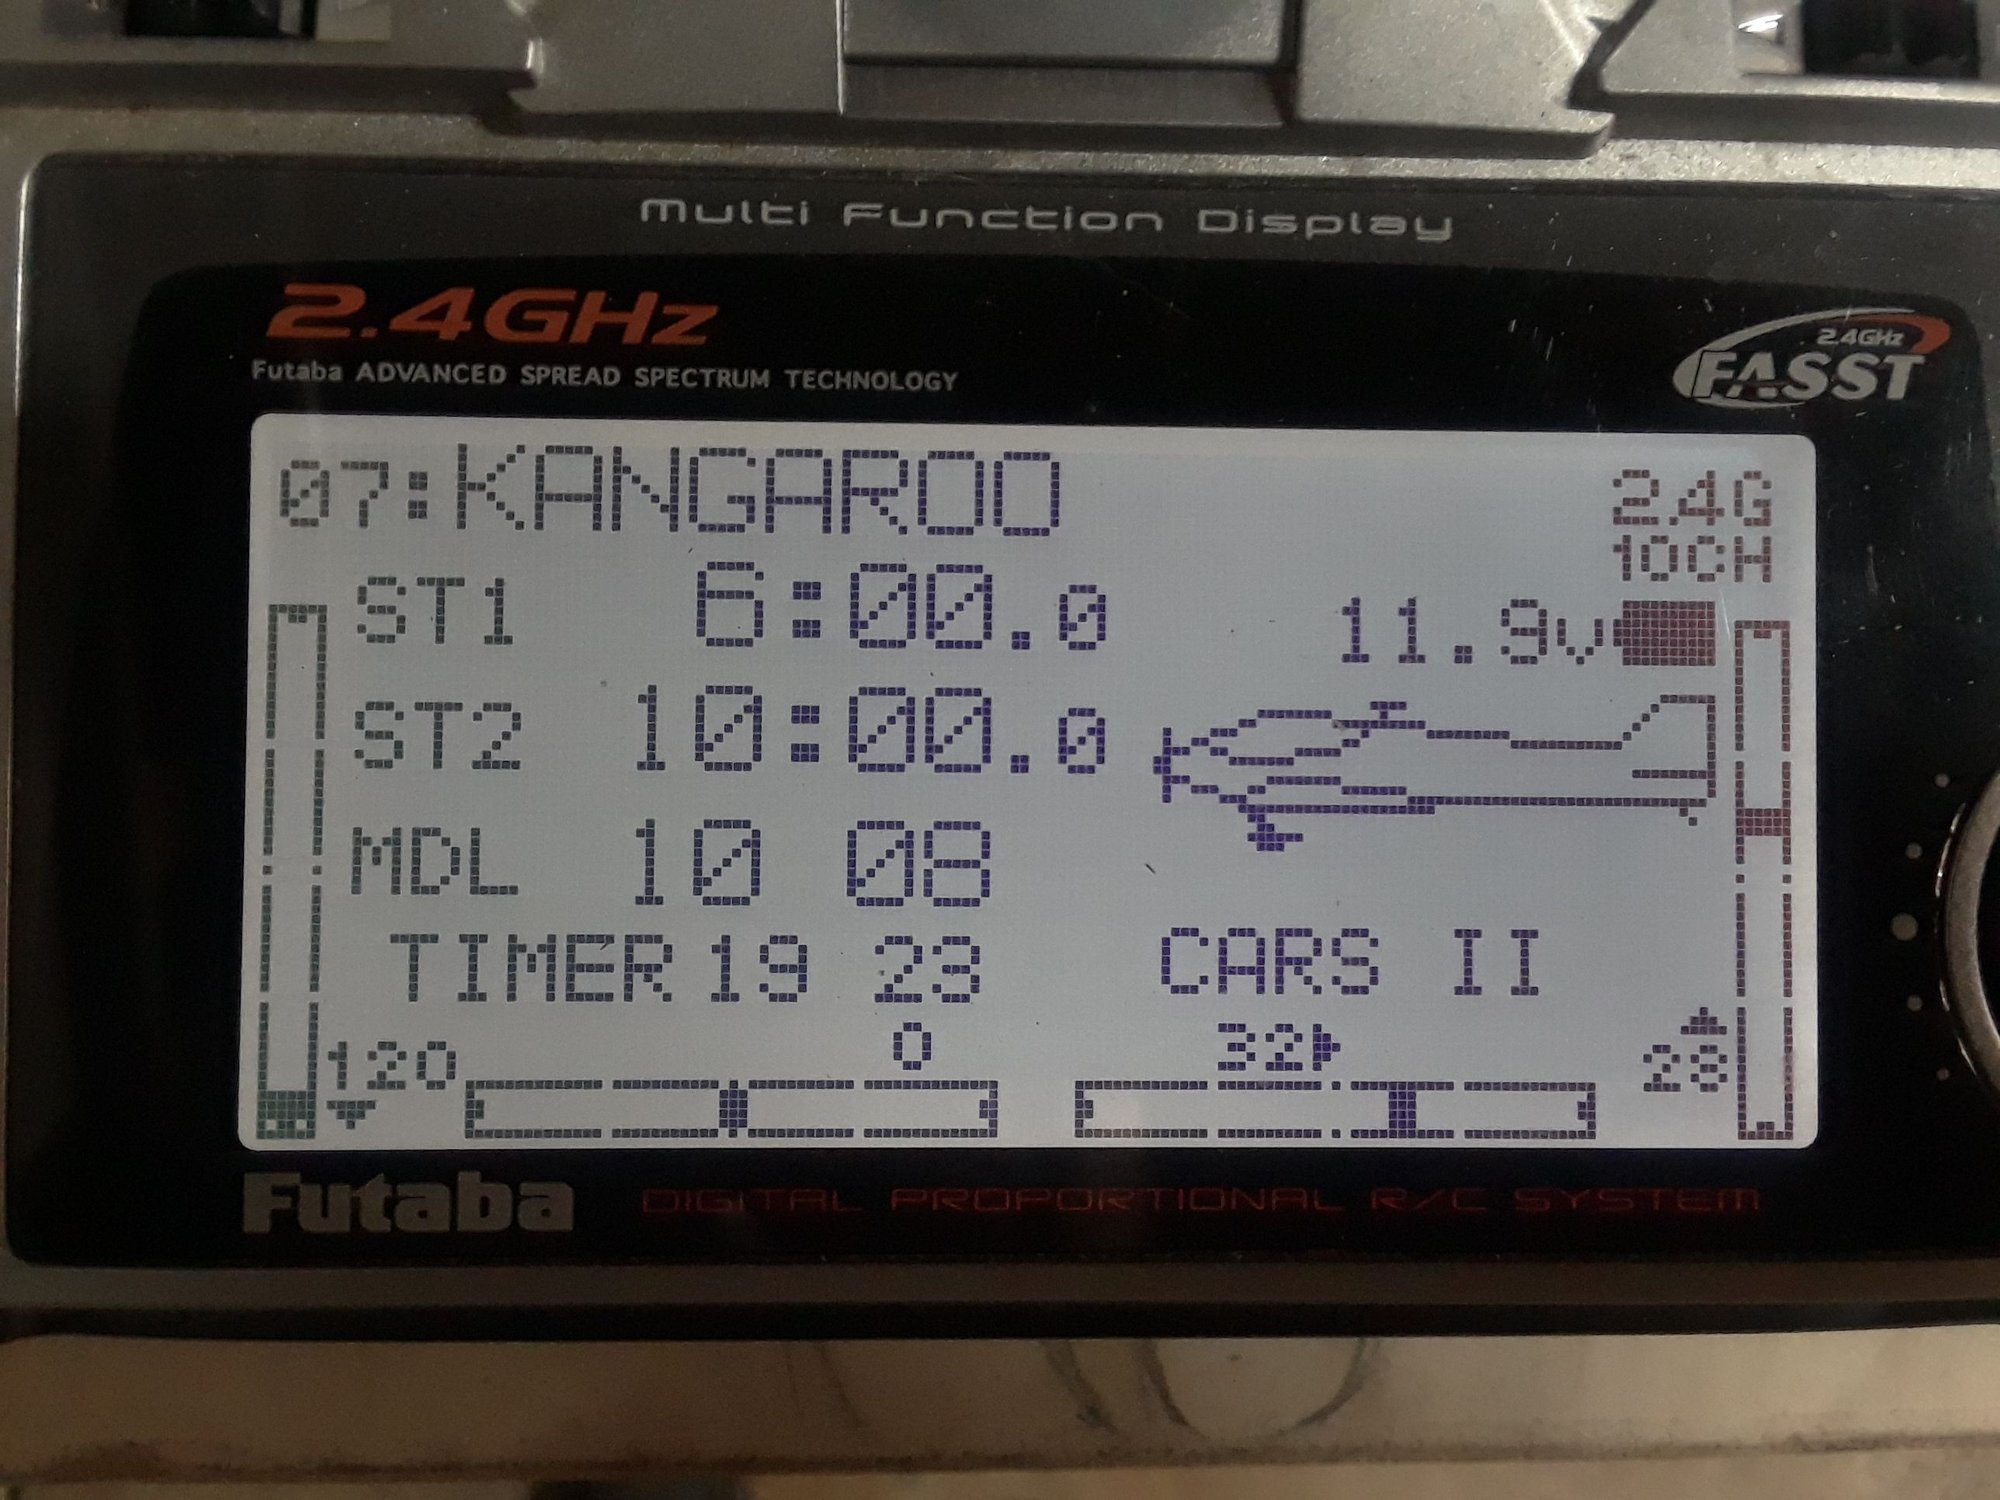 Multi Function Display
2.4GHz
Futaba ADVANCED SPREAD SPECTRUM TECHNOLOGY
2.4GHz
FASST
07:KANGAROO
2.4G
10CH
ST1 6:00.0
11.9v
ST2 10:00.0
MDL 10 08
TIMER 19 23
CARS II
120
0
32
28
Futaba
DIGITAL PROPORTIONAL R/C SYSTEM